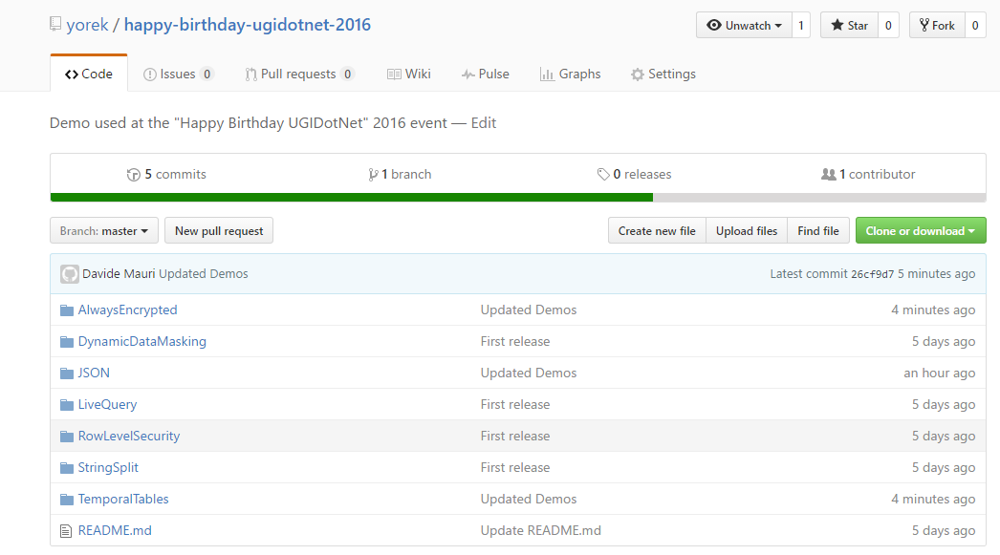 yorek / happy-birthday-ugidotnet-2016 Unwatch 1 Star 0 Fork 0
Code Issues 0 Pull requests 0 Wiki Pulse Graphs Settings
Demo used at the "Happy Birthday UGIDotNet" 2016 event — Edit
5 commits 1 branch 0 releases 1 contributor
Branch: master New pull request Create new file Upload files Find file Clone or download
Davide Mauri Updated Demos Latest commit 26cf9d7 5 minutes ago
AlwaysEncrypted Updated Demos 4 minutes ago
DynamicDataMasking First release 5 days ago
JSON Updated Demos an hour ago
LiveQuery First release 5 days ago
RowLevelSecurity First release 5 days ago
StringSplit First release 5 days ago
TemporalTables Updated Demos 4 minutes ago
README.md Update README.md 5 days ago